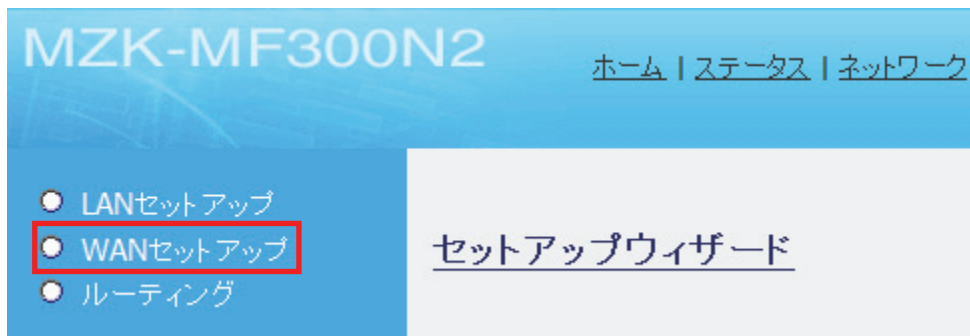 MZK-MF300N2
ホーム | ステータス | ネットワーク
LANセットアップ
WANセットアップ
ルーティング
セットアップウィザード